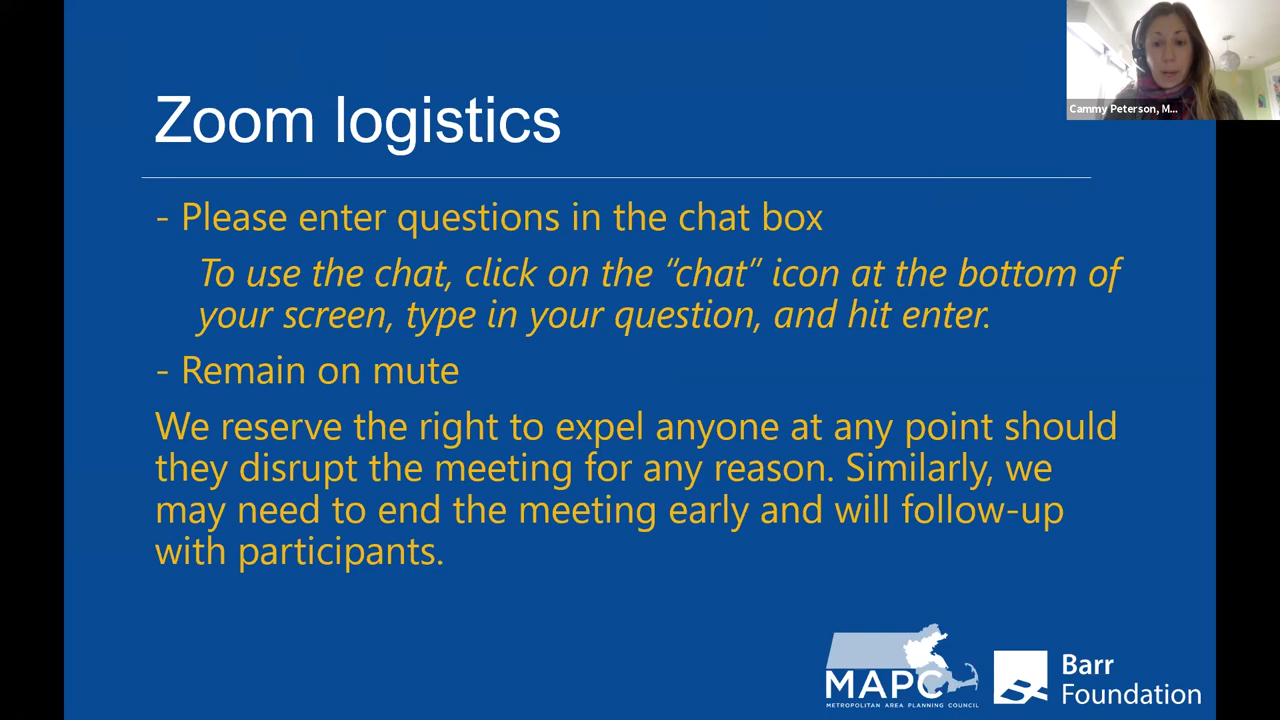 Cammy Peterson, M...
Zoom logistics
- Please enter questions in the chat box
To use the chat, click on the “chat” icon at the bottom of
your screen, type in your question, and hit enter.
- Remain on mute
We reserve the right to expel anyone at any point should
they disrupt the meeting for any reason. Similarly, we
may need to end the meeting early and will follow-up
with participants.
MAPC
METROPOLITAN AREA PLANNING COUNCIL
Barr
Foundation